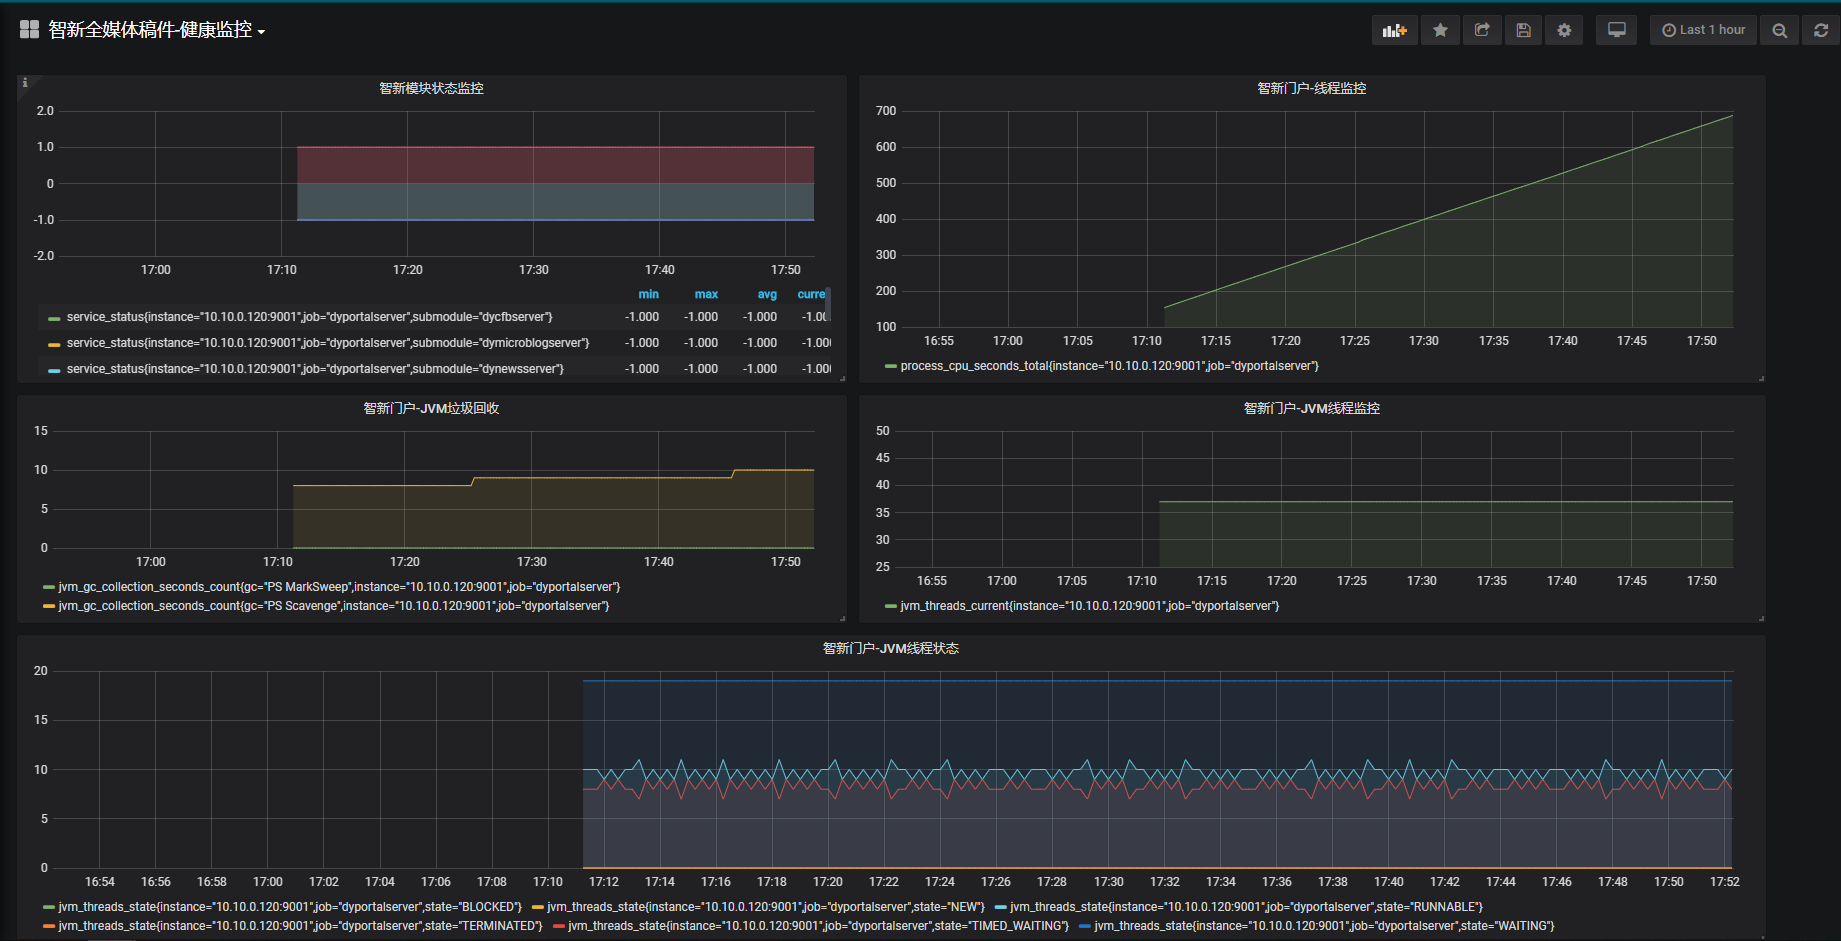 智新全媒体稿件-健康监控
Last 1 hour
智新模块状态监控
2.0
1.0
0
-1.0
-2.0
17:00 17:10 17:20 17:30 17:40 17:50
min max avg curre
service_status{instance="10.10.0.120:9001",job="dyportalserver",submodule="dycfbserver"} -1.000 -1.000 -1.000 -1.00
service_status{instance="10.10.0.120:9001",job="dyportalserver",submodule="dymicroblogserver"} -1.000 -1.000 -1.000 -1.00
service_status{instance="10.10.0.120:9001",job="dyportalserver",submodule="dynewsserver"} -1.000 -1.000 -1.000 -1.00
智新门户-线程监控
700
600
500
400
300
200
100
16:55 17:00 17:05 17:10 17:15 17:20 17:25 17:30 17:35 17:40 17:45 17:50
process_cpu_seconds_total{instance="10.10.0.120:9001",job="dyportalserver"}
智新门户-JVM垃圾回收
15
10
5
0
17:00 17:10 17:20 17:30 17:40 17:50
jvm_gc_collection_seconds_count{gc="PS MarkSweep",instance="10.10.0.120:9001",job="dyportalserver"}
jvm_gc_collection_seconds_count{gc="PS Scavenge",instance="10.10.0.120:9001",job="dyportalserver"}
智新门户-JVM线程监控
50
45
40
35
30
25
16:55 17:00 17:05 17:10 17:15 17:20 17:25 17:30 17:35 17:40 17:45 17:50
jvm_threads_current{instance="10.10.0.120:9001",job="dyportalserver"}
智新门户-JVM线程状态
20
15
10
5
0
16:54 16:56 16:58 17:00 17:02 17:04 17:06 17:08 17:10 17:12 17:14 17:16 17:18 17:20 17:22 17:24 17:26 17:28 17:30 17:32 17:34 17:36 17:38 17:40 17:42 17:44 17:46 17:48 17:50 17:52
jvm_threads_state{instance="10.10.0.120:9001",job="dyportalserver",state="BLOCKED"} jvm_threads_state{instance="10.10.0.120:9001",job="dyportalserver",state="NEW"} jvm_threads_state{instance="10.10.0.120:9001",job="dyportalserver",state="RUNNABLE"}
jvm_threads_state{instance="10.10.0.120:9001",job="dyportalserver",state="TERMINATED"} jvm_threads_state{instance="10.10.0.120:9001",job="dyportalserver",state="TIMED_WAITING"} jvm_threads_state{instance="10.10.0.120:9001",job="dyportalserver",state="WAITING"}